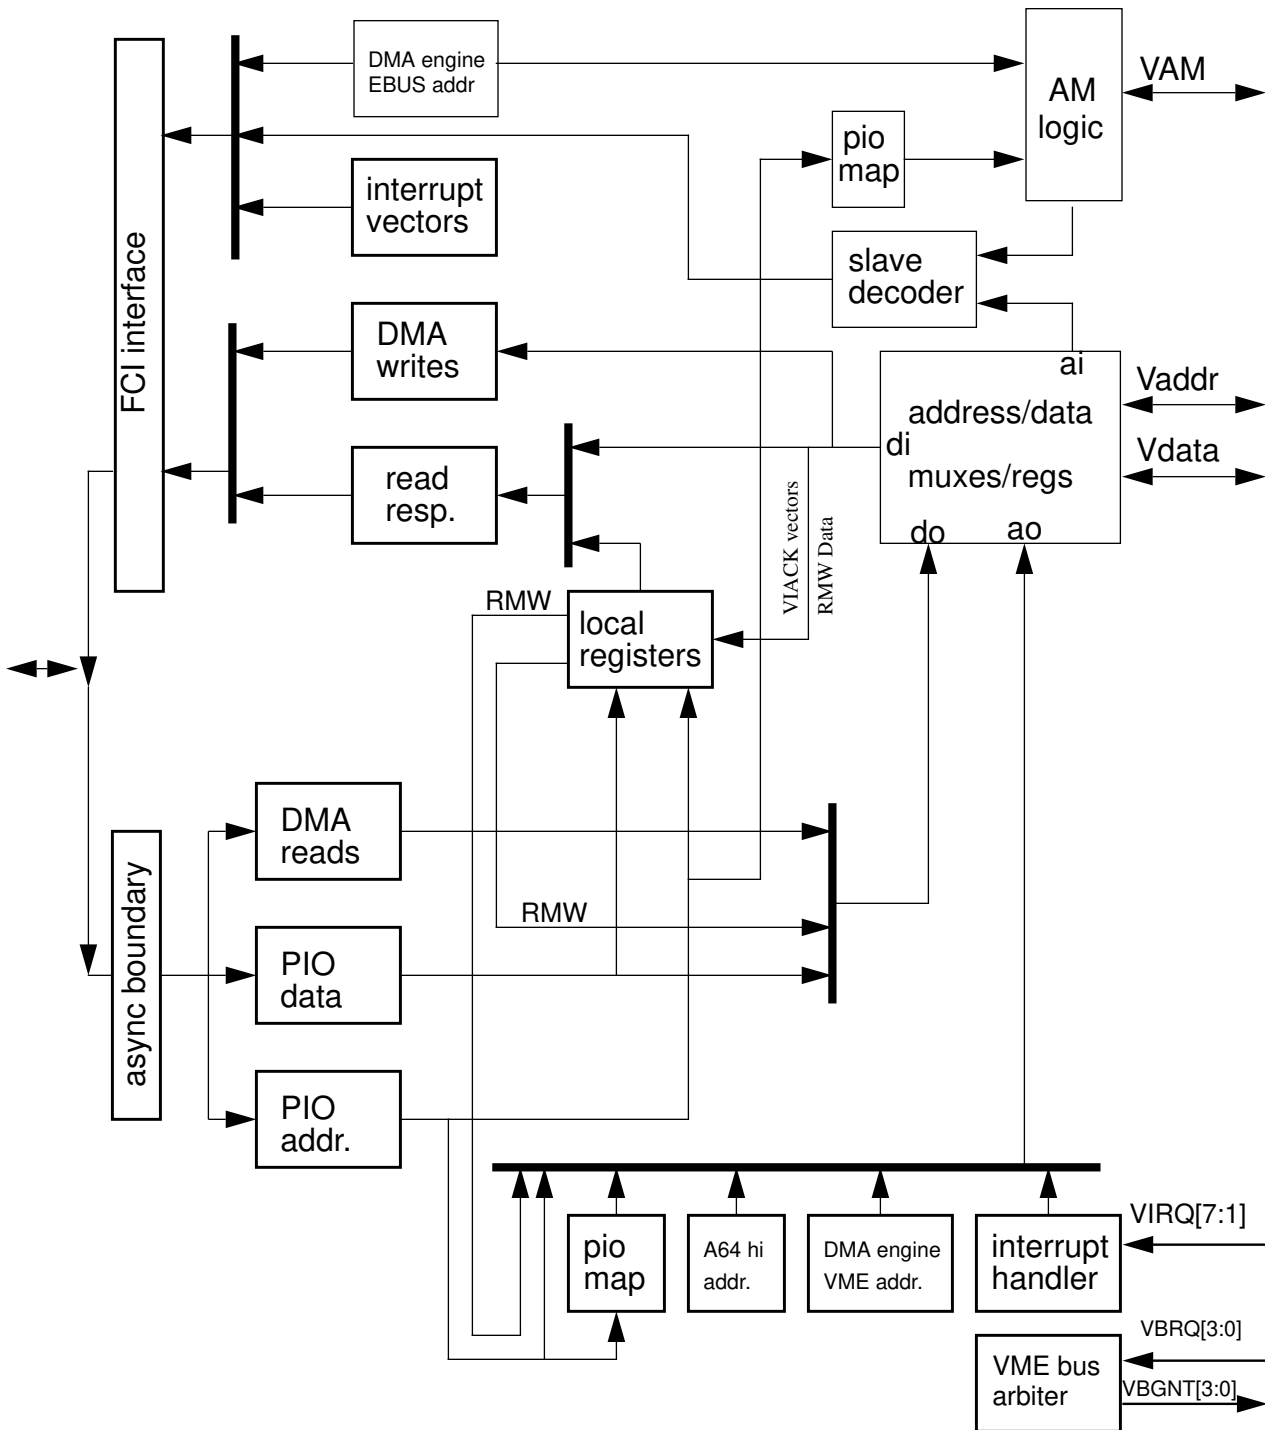 DMA engine
EBUS addr
AM
logic
VAM
pio
map
interrupt
vectors
slave
decoder
FCI interface
DMA
writes
ai
address/data
di
muxes/regs
do
ao
Vaddr
Vdata
read
resp.
VIACK vectors
RMW Data
RMW
local
registers
DMA
reads
RMW
async boundary
PIO
data
PIO
addr.
pio
map
A64 hi
addr.
DMA engine
VME addr.
interrupt
handler
VIRQ[7:1]
VBRQ[3:0]
VME bus
arbiter
VBGNT[3:0]